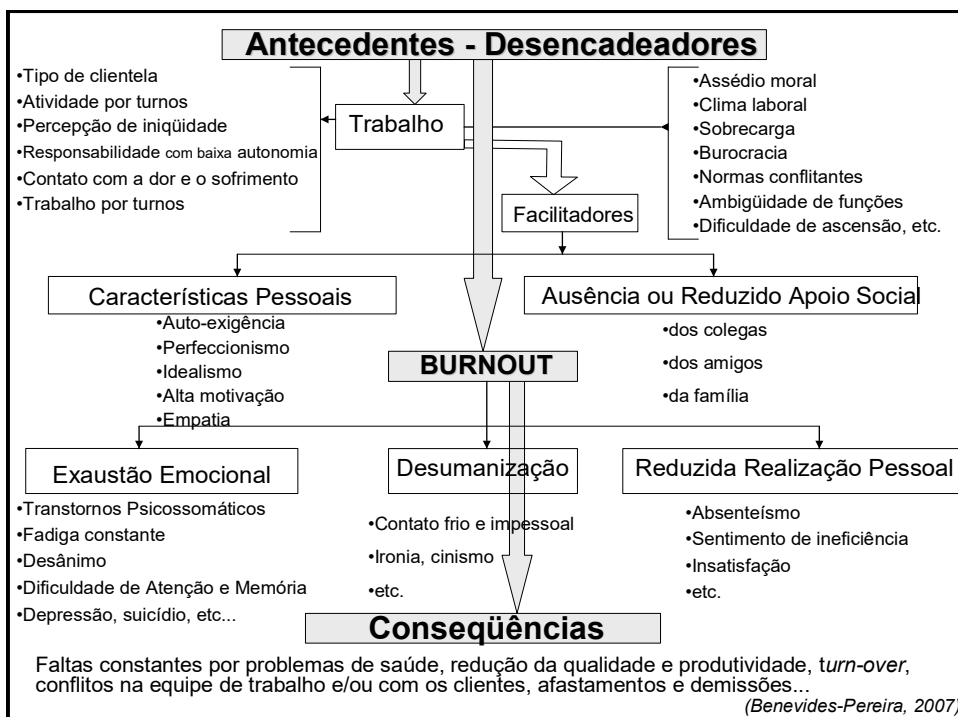 Antecedentes - Desencadeadores
•Tipo de clientela
•Atividade por turnos
•Percepção de iniqüidade
•Responsabilidade com baixa autonomia
•Contato com a dor e o sofrimento
•Trabalho por turnos
Trabalho
•Assédio moral
•Clima laboral
•Sobrecarga
•Burocracia
•Normas conflitantes
•Ambigüidade de funções
•Dificuldade de ascensão, etc.
Facilitadores
Características Pessoais
•Auto-exigência
•Perfeccionismo
•Idealismo
•Alta motivação
•Empatia
Ausência ou Reduzido Apoio Social
•dos colegas
•dos amigos
•da família
BURNOUT
Exaustão Emocional
•Transtornos Psicossomáticos
•Fadiga constante
•Desânimo
•Dificuldade de Atenção e Memória
•Depressão, suicídio, etc...
Desumanização
•Contato frio e impessoal
•Ironia, cinismo
•etc.
Reduzida Realização Pessoal
•Absenteísmo
•Sentimento de ineficiência
•Insatisfação
•etc.
Conseqüências
Faltas constantes por problemas de saúde, redução da qualidade e produtividade, turn-over,
conflitos na equipe de trabalho e/ou com os clientes, afastamentos e demissões...
(Benevides-Pereira, 2007)